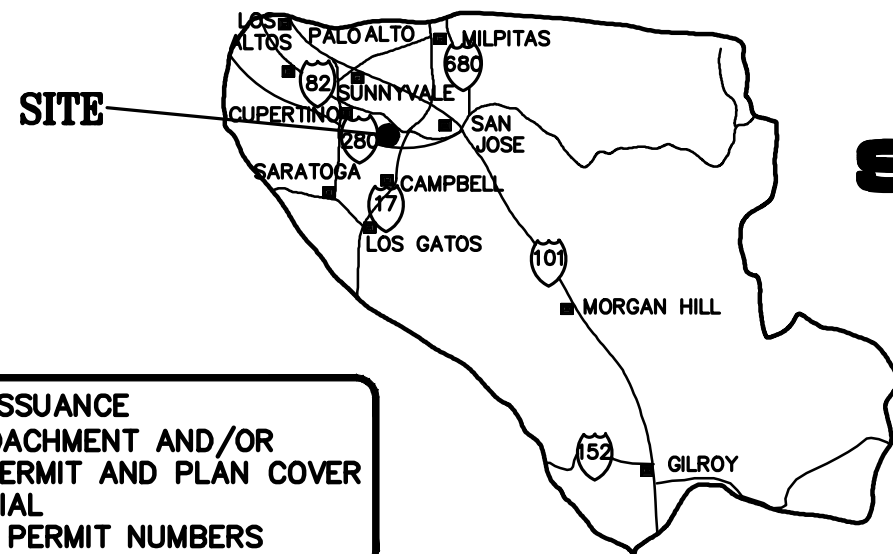 LOS
ALTOS
PALO ALTO
MILPITAS
680
82
SUNNYVALE
SITE
CUPERTINO
280
SAN
JOSE
SARATOGA
CAMPBELL
17
LOS GATOS
101
MORGAN HILL
152
GILROY
SSUANCE
OACHMENT AND/OR
ERMIT AND PLAN COVER
IAL
PERMIT NUMBERS
S